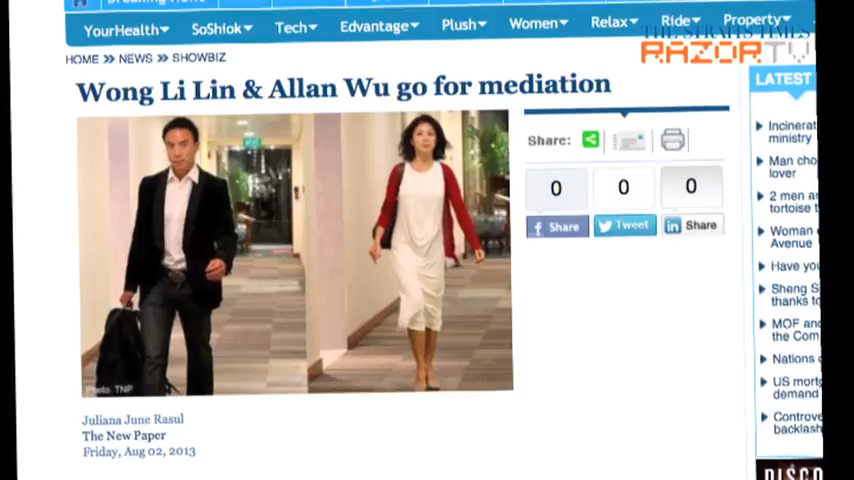 YourHealth SoShiok Tech Edvantage Plush Women Relax Ride Property
THE STRAITS TIMES
RAZORTV
HOME NEWS SHOWBIZ
Wong Li Lin & Allan Wu go for mediation
LATEST
Share:
0 0 0
Share Tweet Share
Incinerat
ministry
Man cho
lover
2 men an
tortoise t
Woman
Avenue
Have you
Sheng S
thanks to
MOF and
the Com
Nations
US mort
demand
Controve
backlash
Photo: TNP
Juliana June Rasul
The New Paper
Friday, Aug 02, 2013
DISCO